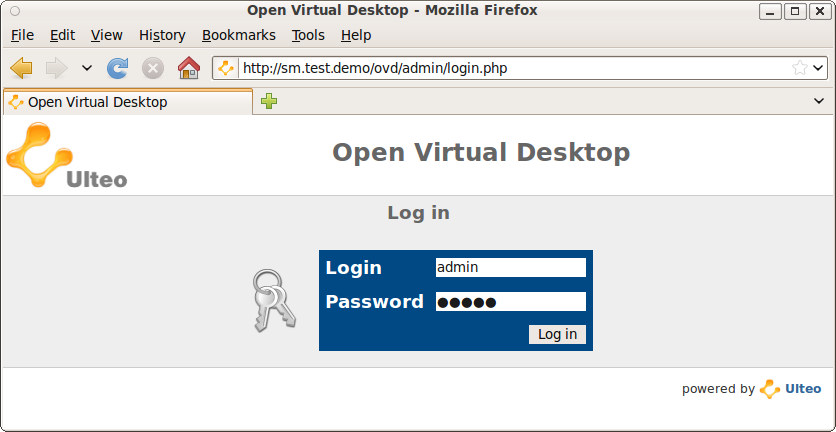 Open Virtual Desktop - Mozilla Firefox
File Edit View History Bookmarks Tools Help
http://sm.test.demo/ovd/admin/login.php
Open Virtual Desktop
Ulteo
Open Virtual Desktop
Log in
Login admin
Password ●●●●●
Log in
powered by Ulteo